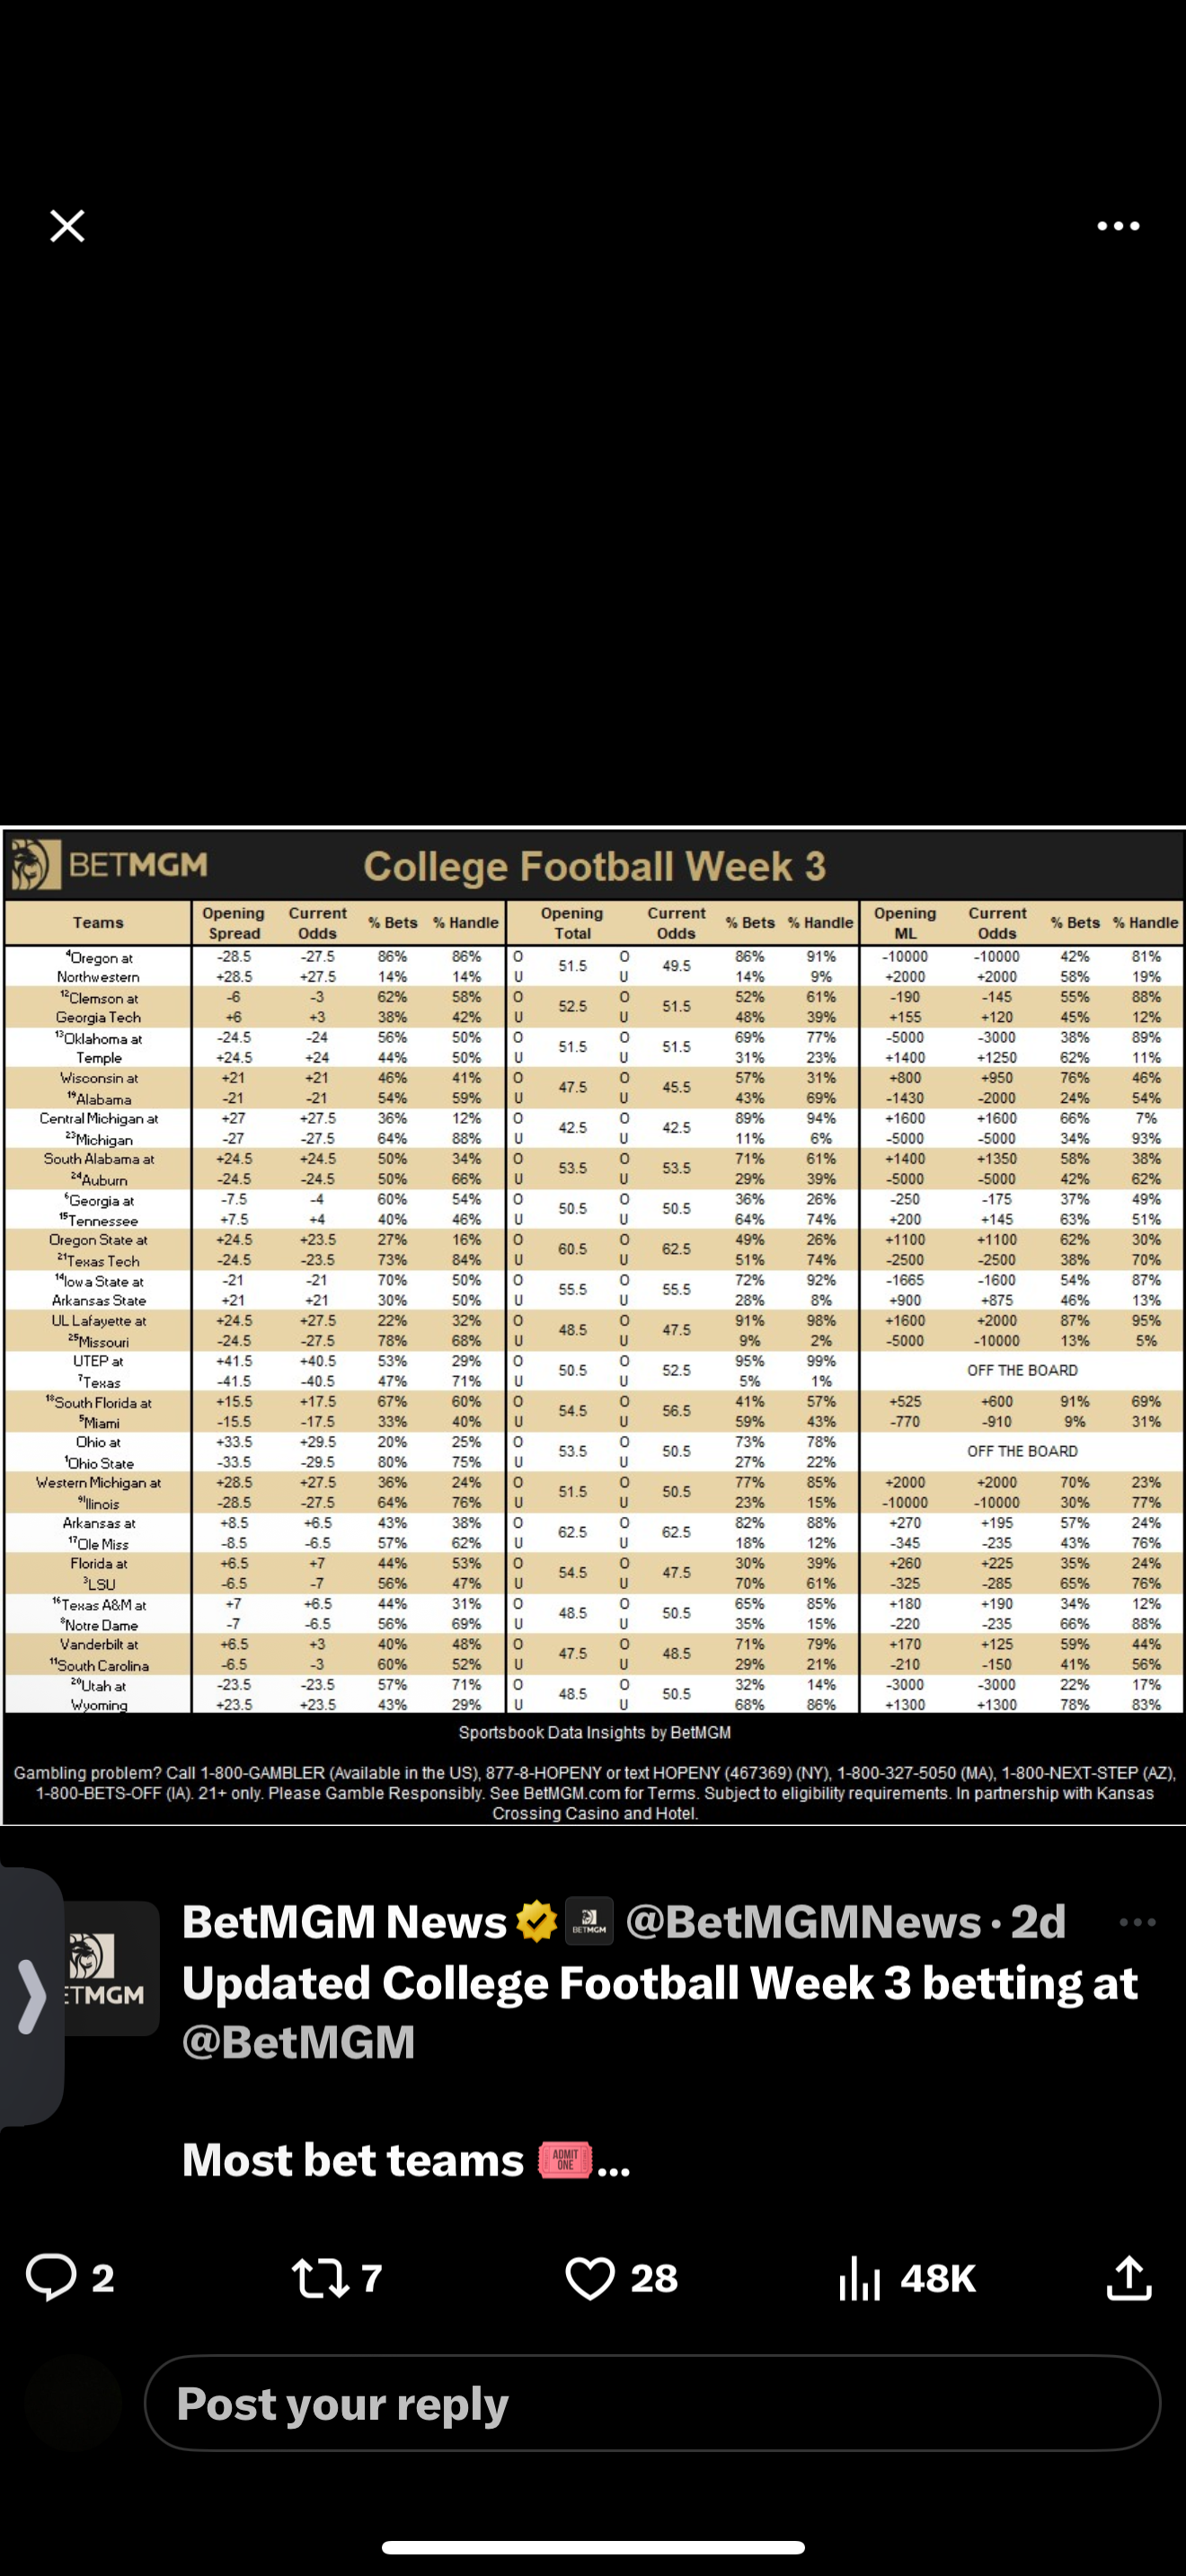 BETMGM College Football Week 3
Teams Opening Spread Current Odds % Bets % Handle Opening Total Current Odds % Bets % Handle Opening ML Current Odds % Bets % Handle
⁴Oregon at -28.5 -27.5 86% 86% O 51.5 O 49.5 86% 91% -10000 -10000 42% 81%
Northwestern +28.5 +27.5 14% 14% U U 14% 9% +2000 +2000 58% 19%
¹²Clemson at -6 -3 62% 58% O 52.5 O 51.5 52% 61% -190 -145 55% 88%
Georgia Tech +6 +3 38% 42% U U 48% 39% +155 +120 45% 12%
¹³Oklahoma at -24.5 -24 56% 50% O 51.5 O 51.5 69% 77% -5000 -3000 38% 89%
Temple +24.5 +24 44% 50% U U 31% 23% +1400 +1250 62% 11%
Wisconsin at +21 +21 46% 41% O 47.5 O 45.5 57% 31% +800 +950 76% 46%
¹⁹Alabama -21 -21 54% 59% U U 43% 69% -1430 -2000 24% 54%
Central Michigan at +27 +27.5 36% 12% O 42.5 O 42.5 89% 94% +1600 +1600 66% 7%
²³Michigan -27 -27.5 64% 88% U U 11% 6% -5000 -5000 34% 93%
South Alabama at +24.5 +24.5 50% 34% O 53.5 O 53.5 71% 61% +1400 +1350 58% 38%
²⁴Auburn -24.5 -24.5 50% 66% U U 29% 39% -5000 -5000 42% 62%
⁶Georgia at -7.5 -4 60% 54% O 50.5 O 50.5 36% 26% -250 -175 37% 49%
¹⁵Tennessee +7.5 +4 40% 46% U U 64% 74% +200 +145 63% 51%
Oregon State at +24.5 +23.5 27% 16% O 60.5 O 62.5 49% 26% +1100 +1100 62% 30%
²¹Texas Tech -24.5 -23.5 73% 84% U U 51% 74% -2500 -2500 38% 70%
¹⁴Iowa State at -21 -21 70% 50% O 55.5 O 55.5 72% 92% -1665 -1600 54% 87%
Arkansas State +21 +21 30% 50% U U 28% 8% +900 +875 46% 13%
UL Lafayette at +24.5 +27.5 22% 32% O 48.5 O 47.5 91% 98% +1600 +2000 87% 95%
²⁵Missouri -24.5 -27.5 78% 68% U U 9% 2% -5000 -10000 13% 5%
UTEP at +41.5 +40.5 53% 29% O 50.5 O 52.5 95% 99% OFF THE BOARD
⁷Texas -41.5 -40.5 47% 71% U U 5% 1%
¹⁸South Florida at +15.5 +17.5 67% 60% O 54.5 O 56.5 41% 57% +525 +600 91% 69%
⁵Miami -15.5 -17.5 33% 40% U U 59% 43% -770 -910 9% 31%
Ohio at +33.5 +29.5 20% 25% O 53.5 O 50.5 73% 78% OFF THE BOARD
¹Ohio State -33.5 -29.5 80% 75% U U 27% 22%
Western Michigan at +28.5 +27.5 36% 24% O 51.5 O 50.5 77% 85% +2000 +2000 70% 23%
⁹Illinois -28.5 -27.5 64% 76% U U 23% 15% -10000 -10000 30% 77%
Arkansas at +8.5 +6.5 43% 38% O 62.5 O 62.5 82% 88% +270 +195 57% 24%
¹⁷Ole Miss -8.5 -6.5 57% 62% U U 18% 12% -345 -235 43% 76%
Florida at +6.5 +7 44% 53% O 54.5 O 47.5 30% 39% +260 +225 35% 24%
³LSU -6.5 -7 56% 47% U U 70% 61% -325 -285 65% 76%
¹⁶Texas A&M at +7 +6.5 44% 31% O 48.5 O 50.5 65% 85% +180 +190 34% 12%
⁸Notre Dame -7 -6.5 56% 69% U U 35% 15% -220 -235 66% 88%
Vanderbilt at +6.5 +3 40% 48% O 47.5 O 48.5 71% 79% +170 +125 59% 44%
¹¹South Carolina -6.5 -3 60% 52% U U 29% 21% -210 -150 41% 56%
²⁰Utah at -23.5 -23.5 57% 71% O 48.5 O 50.5 32% 14% -3000 -3000 22% 17%
Wyoming +23.5 +23.5 43% 29% U U 68% 86% +1300 +1300 78% 83%
Sportsbook Data Insights by BetMGM
Gambling problem? Call 1-800-GAMBLER (Available in the US), 877-8-HOPENY or text HOPENY (467369) (NY), 1-800-327-5050 (MA), 1-800-NEXT-STEP (AZ),
1-800-BETS-OFF (IA). 21+ only. Please Gamble Responsibly. See BetMGM.com for Terms. Subject to eligibility requirements. In partnership with Kansas
Crossing Casino and Hotel.
BetMGM News BETMGM @BetMGMNews · 2d
ETMGM
Updated College Football Week 3 betting at
@BetMGM
Most bet teams 🎟️...
2 7 28 48K
Post your reply